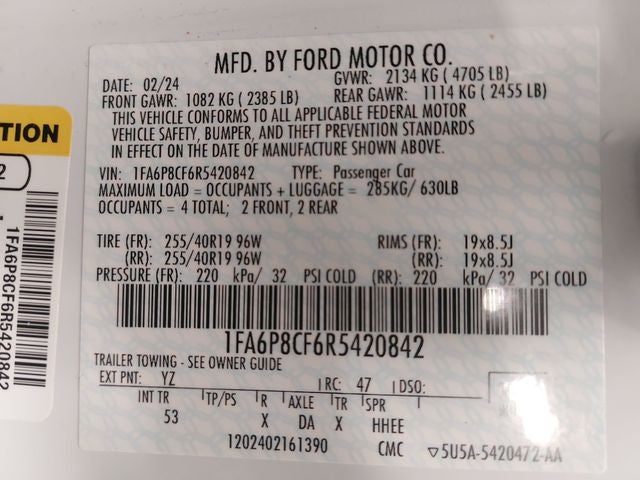 MFD. BY FORD MOTOR CO.
DATE: 02/24 GVWR: 2134 KG ( 4705 LB)
FRONT GAWR: 1082 KG ( 2385 LB) REAR GAWR: 1114 KG ( 2455 LB)
THIS VEHICLE CONFORMS TO ALL APPLICABLE FEDERAL MOTOR
VEHICLE SAFETY, BUMPER, AND THEFT PREVENTION STANDARDS
IN EFFECT ON THE DATE OF MANUFACTURE SHOWN ABOVE.
VIN: 1FA6P8CF6R5420842 TYPE: Passenger Car
MAXIMUM LOAD = OCCUPANTS + LUGGAGE = 285KG/ 630LB
OCCUPANTS = 4 TOTAL; 2 FRONT, 2 REAR
TIRE (FR): 255/40R19 96W RIMS (FR): 19x8.5J
(RR): 255/40R19 96W (RR): 19x8.5J
PRESSURE (FR): 220 kPa/ 32 PSI COLD (RR): 220 kPa/ 32 PSI COLD
1FA6P8CF6R5420842
TRAILER TOWING - SEE OWNER GUIDE
EXT PNT: YZ RC: 47 DSO:
INT TR TP/PS R AXLE TR SPR
53 X DA X HHEE
1202402161390 CMC ▽5U5A-5420472-AA
TION
2
1FA6P8CF6R5420842